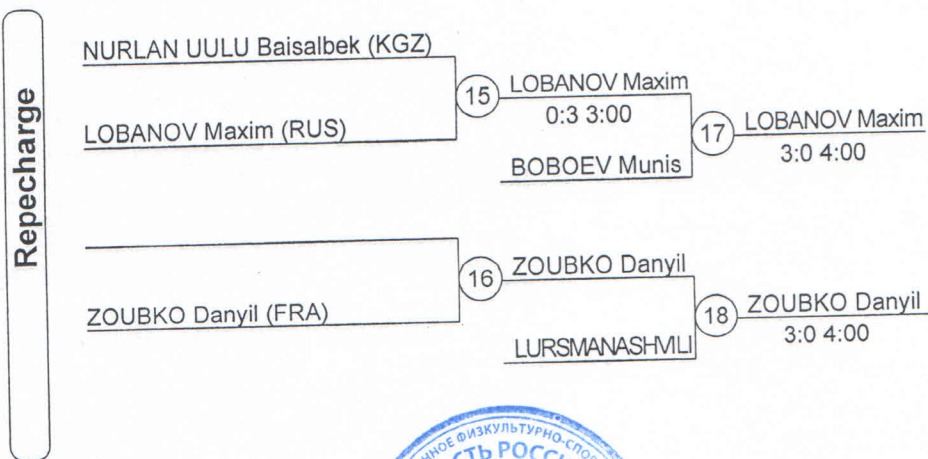 Repecharge
NURLAN UULU Baisalbek (KGZ)
LOBANOV Maxim (RUS)
15
LOBANOV Maxim
0:3 3:00
BOBOEV Munis
17
LOBANOV Maxim
3:0 4:00
ZOUBKO Danyil (FRA)
16
ZOUBKO Danyil
LURSMANASHVILI
18
ZOUBKO Danyil
3:0 4:00
ФИЗКУЛЬТУРНО-